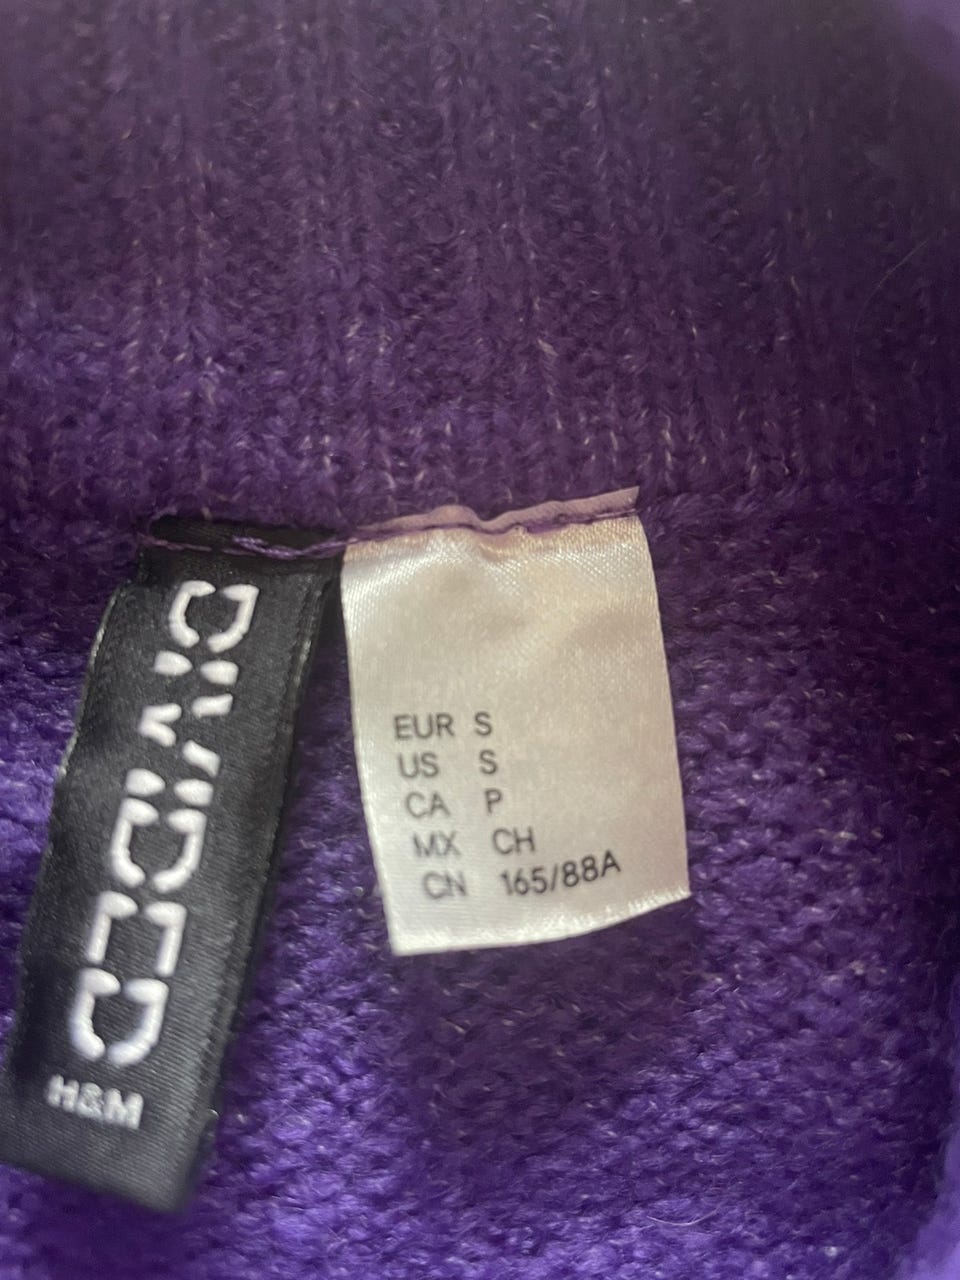 DIVIDED
H&M
EUR S
US S
CA P
MX CH
CN 165/88A